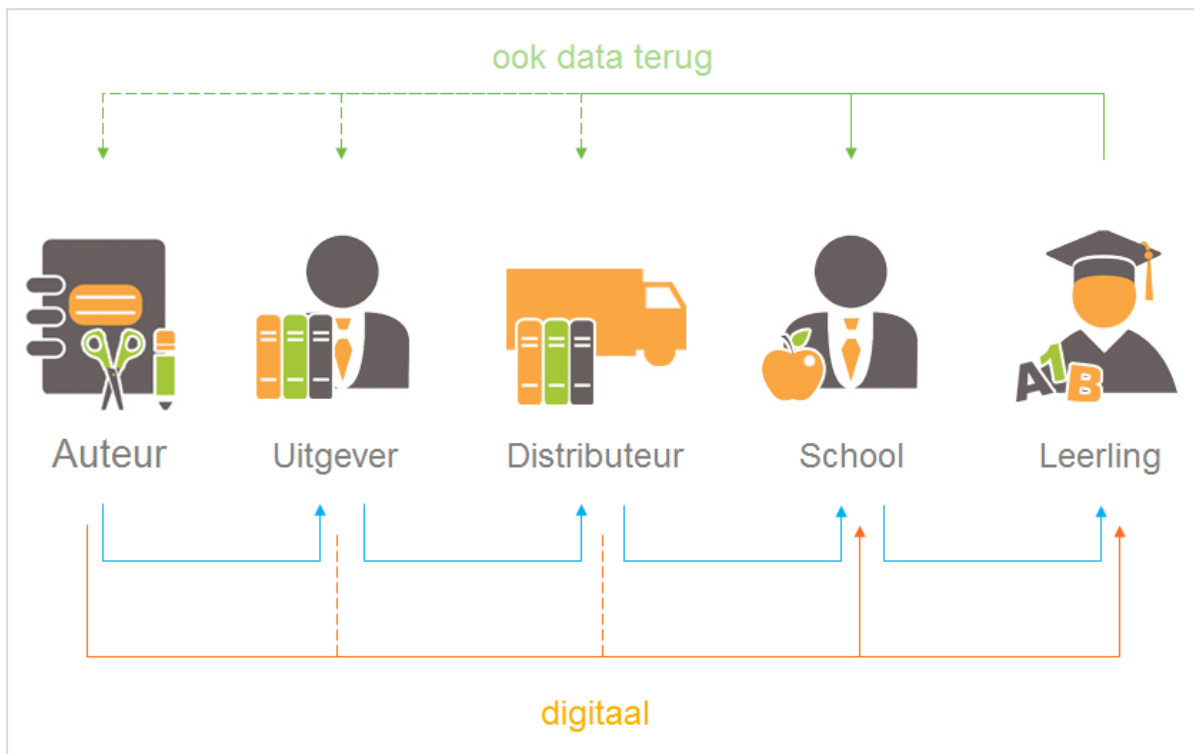 ook data terug
A1B
Auteur
Uitgever
Distributeur
School
Leerling
digitaal